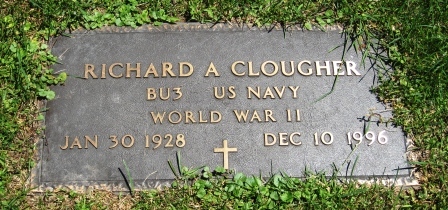 RICHARD A CLOUGHER
BU3 US NAVY
WORLD WAR II
JAN 30 1928 DEC 10 1996